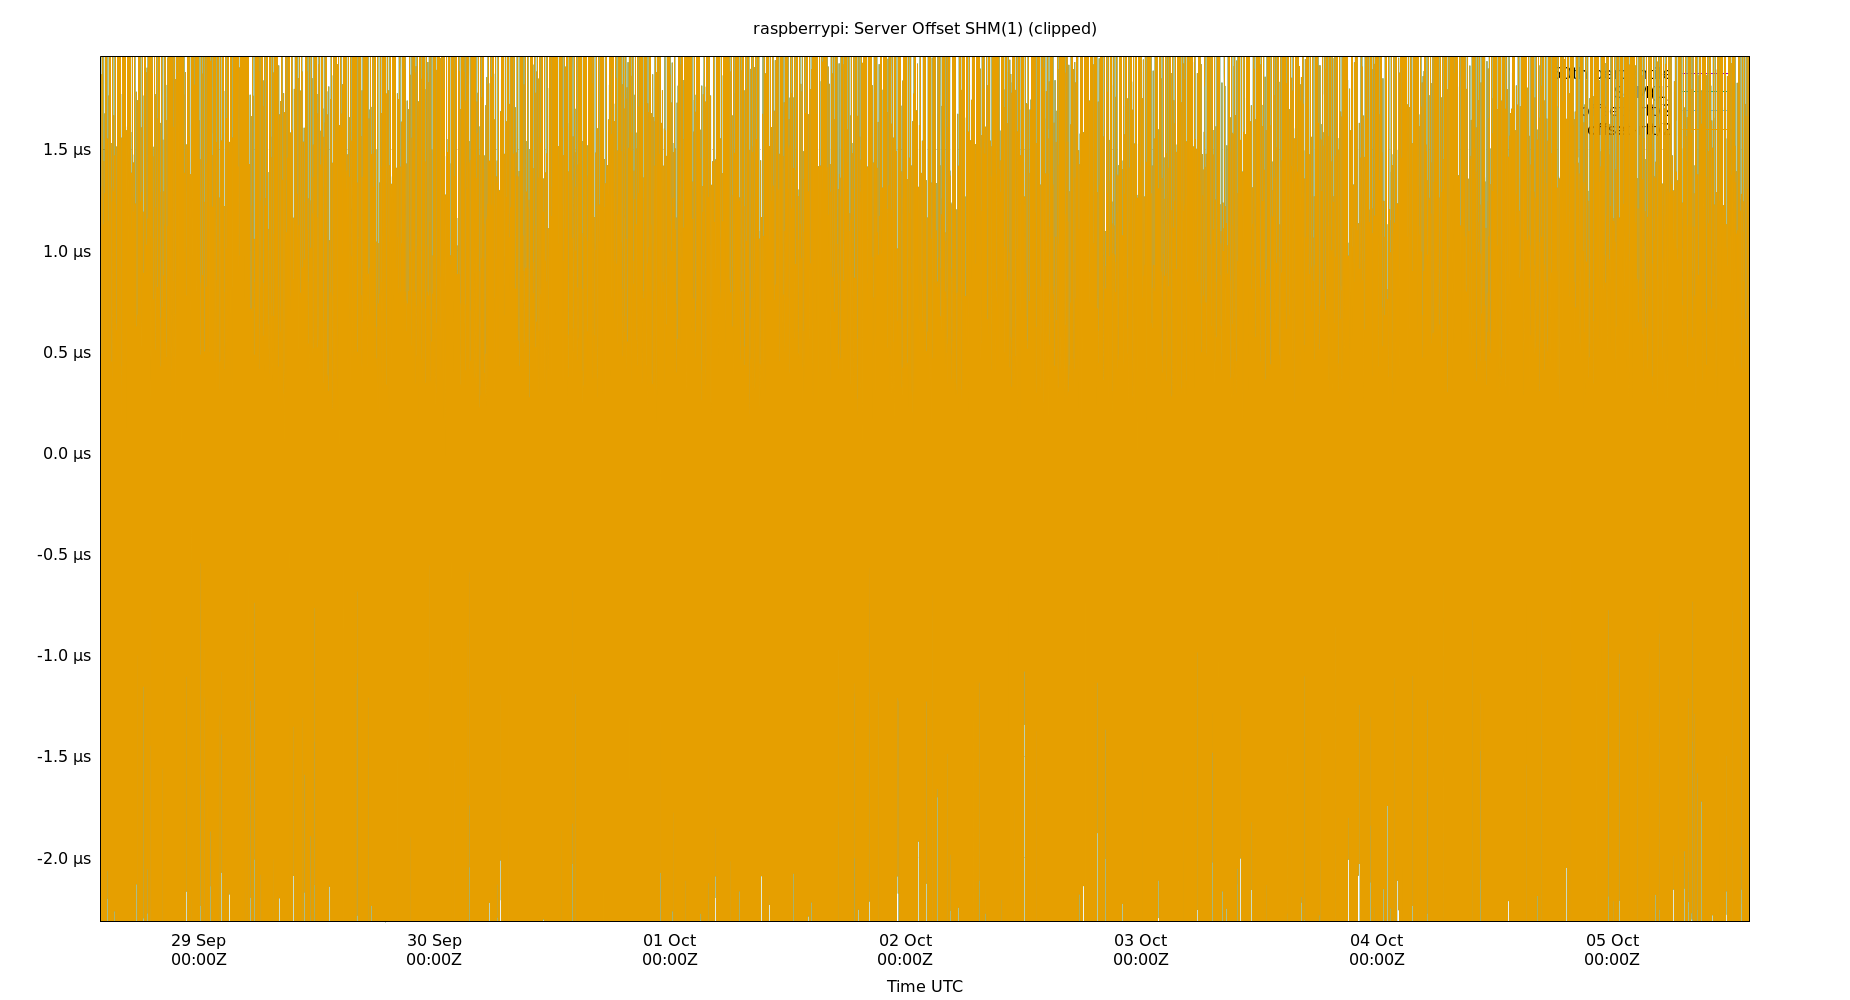 raspberrypi: Server Offset SHM(1) (clipped)
1.5 µs
1.0 µs
0.5 µs
0.0 µs
-0.5 µs
-1.0 µs
-1.5 µs
-2.0 µs
29 Sep 30 Sep 01 Oct 02 Oct 03 Oct 04 Oct 05 Oct
00:00Z 00:00Z 00:00Z 00:00Z 00:00Z 00:00Z 00:00Z
Time UTC